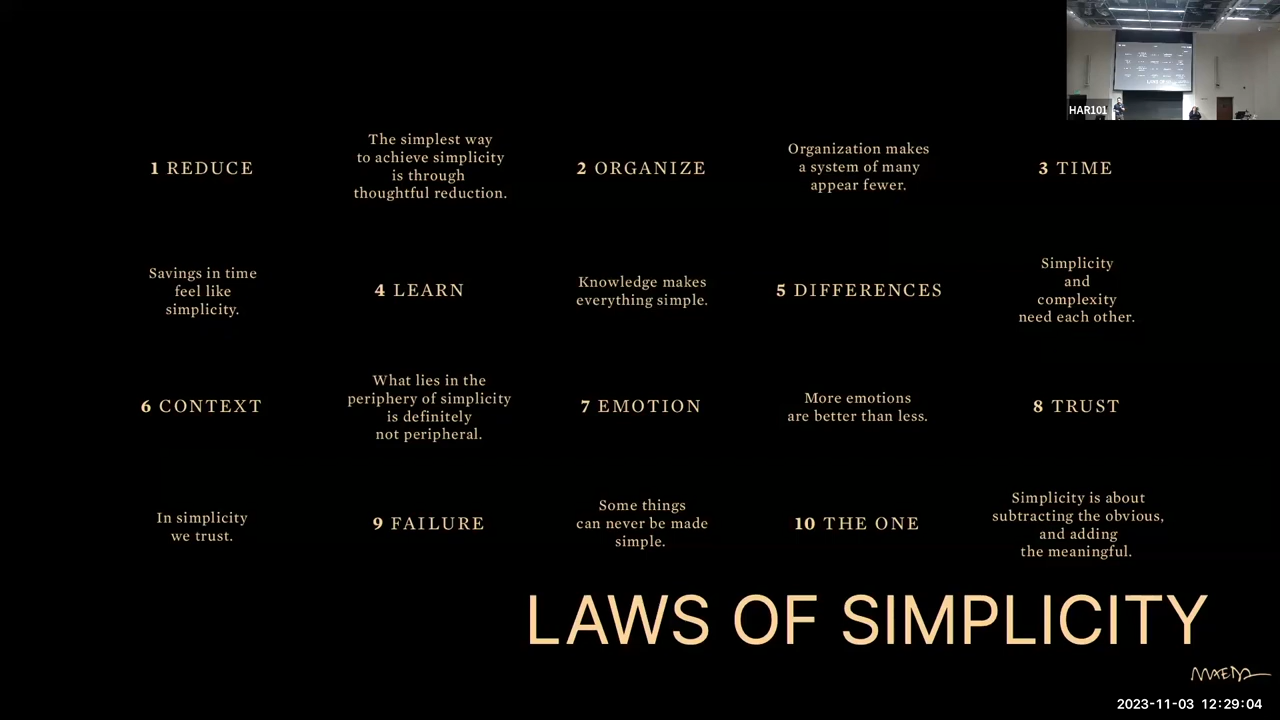 HAR101
1 REDUCE
The simplest way
to achieve simplicity
is through
thoughtful reduction.
2 ORGANIZE
Organization makes
a system of many
appear fewer.
3 TIME
Savings in time
feel like
simplicity.
4 LEARN
Knowledge makes
everything simple.
5 DIFFERENCES
Simplicity
and
complexity
need each other.
6 CONTEXT
What lies in the
periphery of simplicity
is definitely
not peripheral.
7 EMOTION
More emotions
are better than less.
8 TRUST
In simplicity
we trust.
9 FAILURE
Some things
can never be made
simple.
10 THE ONE
Simplicity is about
subtracting the obvious,
and adding
the meaningful.
LAWS OF SIMPLICITY
MAEDA
2023-11-03 12:29:04